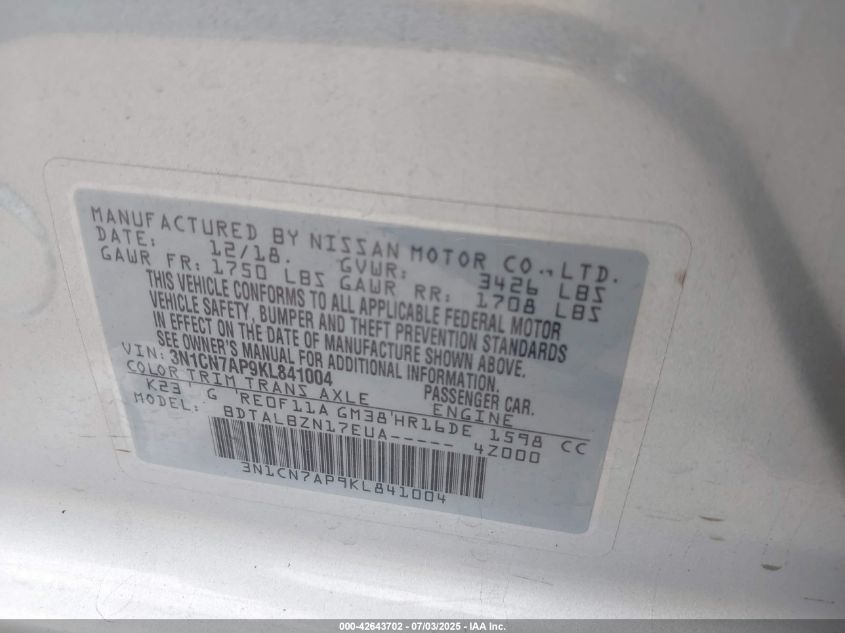 MANUFACTURED BY NISSAN MOTOR CO.,LTD.
DATE: 12/18. GVWR: 3426 LBS
GAWR FR: 1750 LBS GAWR RR: 1708 LBS
THIS VEHICLE CONFORMS TO ALL APPLICABLE FEDERAL MOTOR
VEHICLE SAFETY, BUMPER AND THEFT PREVENTION STANDARDS
IN EFFECT ON THE DATE OF MANUFACTURE SHOWN ABOVE.
SEE OWNER'S MANUAL FOR ADDITIONAL INFORMATION.
VIN: 3N1CN7AP9KL841004 PASSENGER CAR.
COLOR TRIM TRANS AXLE ENGINE
K23 G RE0F11A GM38 HR16DE 1598 CC
MODEL: BDTALBZN17EUA----- 4Z000
3N1CN7AP9KL841004
000-42643702 - 07/03/2025 - IAA Inc.